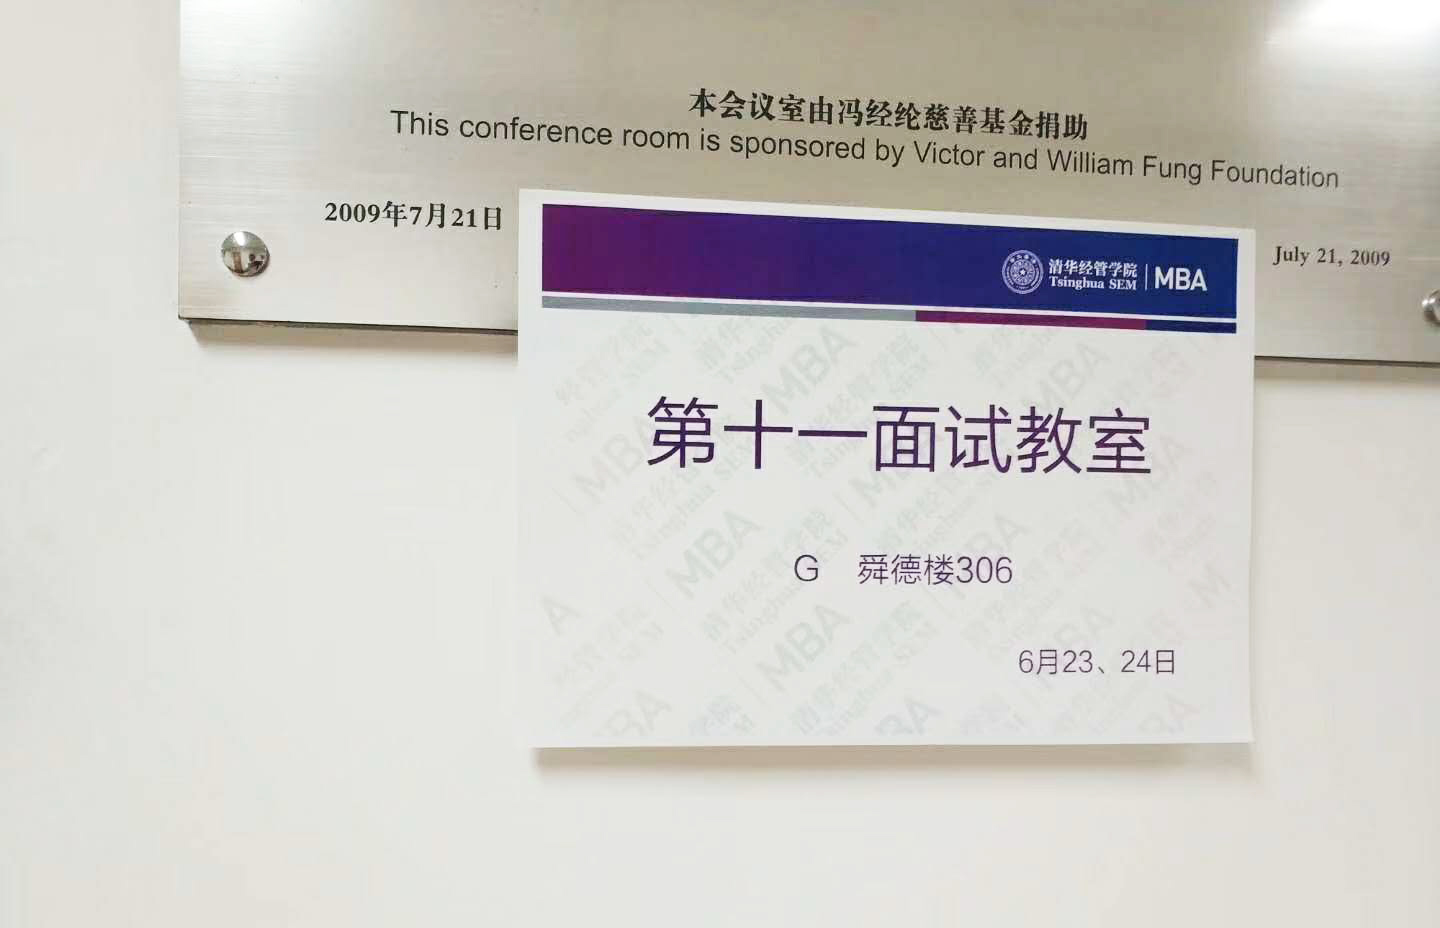 本会议室由冯经纶慈善基金捐助
This conference room is sponsored by Victor and William Fung Foundation
2009年7月21日
July 21, 2009
清华经管学院
Tsinghua SEM
MBA
第十一面试教室
G 舜德楼306
6月23、24日